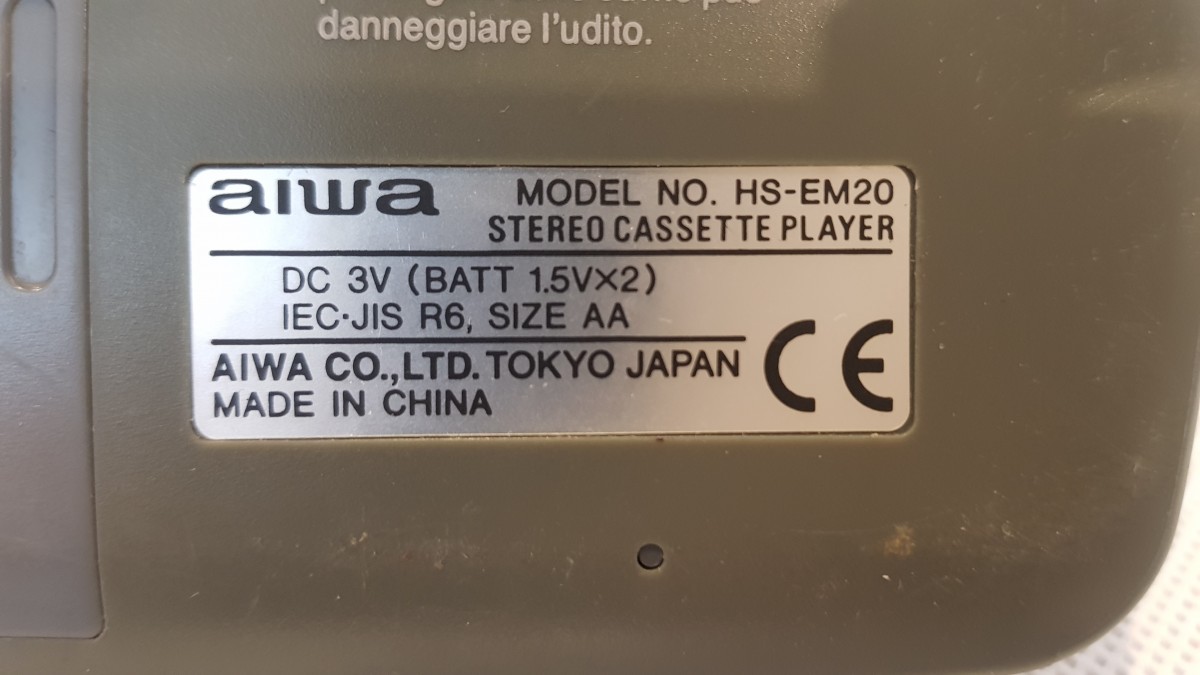 danneggiare l'udito.
aiwa MODEL NO. HS-EM20
STEREO CASSETTE PLAYER
DC 3V (BATT 1.5V×2)
IEC·JIS R6, SIZE AA
AIWA CO.,LTD. TOKYO JAPAN
MADE IN CHINA
CE